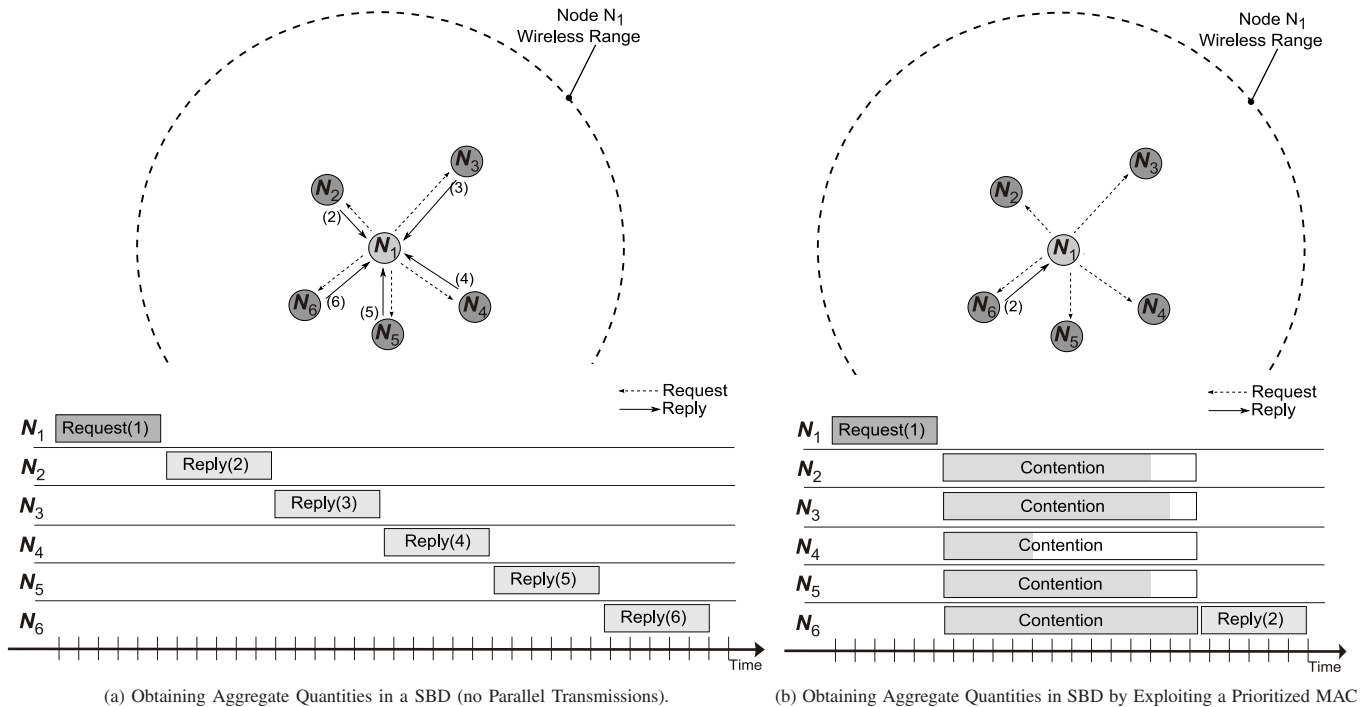 Node N1
Wireless Range
N3
N2
(3)
(2)
N1
(4)
N6
(6)
(5)
N4
N5
Request
Reply
N1
Request(1)
N2
Reply(2)
N3
Reply(3)
N4
Reply(4)
N5
Reply(5)
N6
Reply(6)
Time
(a) Obtaining Aggregate Quantities in a SBD (no Parallel Transmissions).
Node N1
Wireless Range
N3
N2
N1
N6
(2)
N4
N5
Request
Reply
N1
Request(1)
N2
Contention
N3
Contention
N4
Contention
N5
Contention
N6
Contention
Reply(2)
Time
(b) Obtaining Aggregate Quantities in SBD by Exploiting a Prioritized MAC